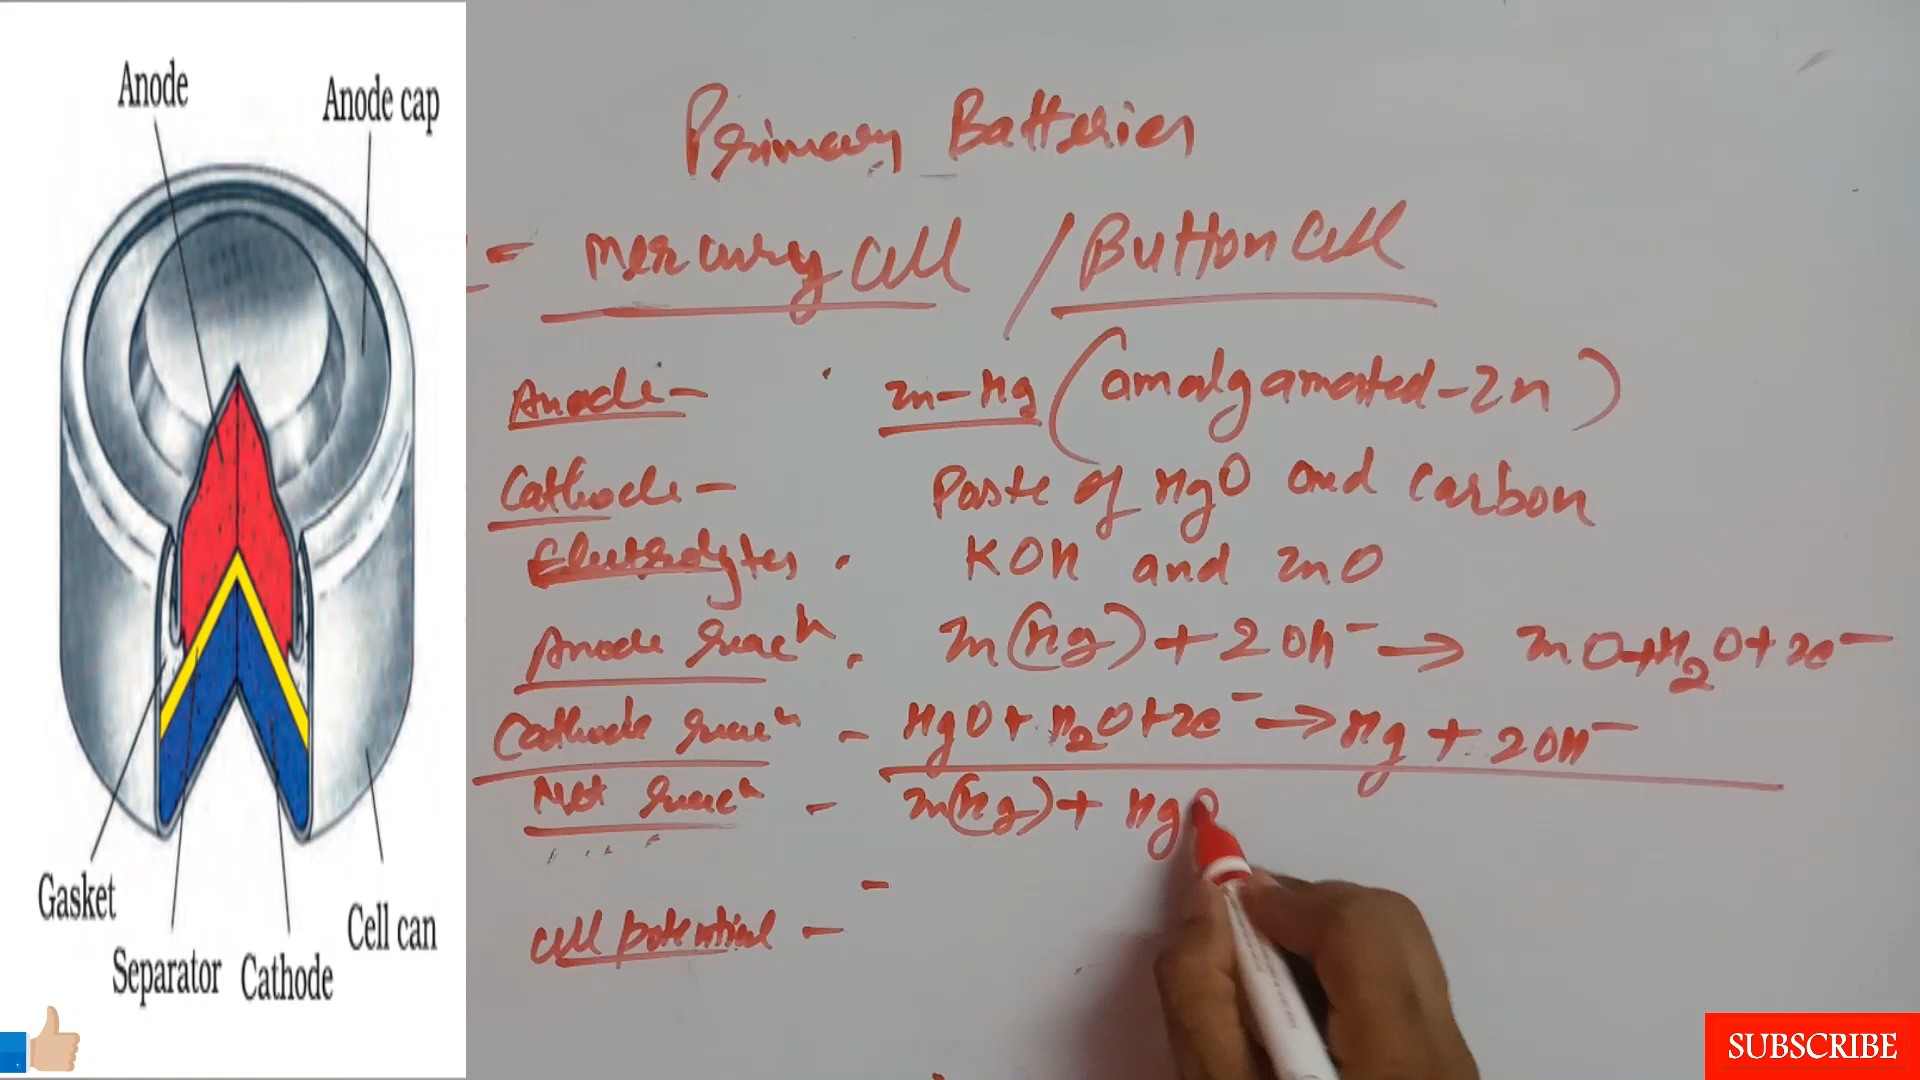 Anode
Anode cap
Gasket
Separator
Cathode
Cell can
Primary Batteries
- Mercury Cell / Button Cell
Anode - Zn-Hg (amalgamated-Zn)
Cathode - Paste of HgO and carbon
Electrolytes . KOH and ZnO
Anode reacn . Zn(Hg) + 2OH⁻ → ZnO+H₂O+2e⁻
Cathode reacn - HgO+H₂O+2e⁻ → Hg + 2OH⁻
Net reacn - Zn(Hg) + HgO
Cell potential -
SUBSCRIBE